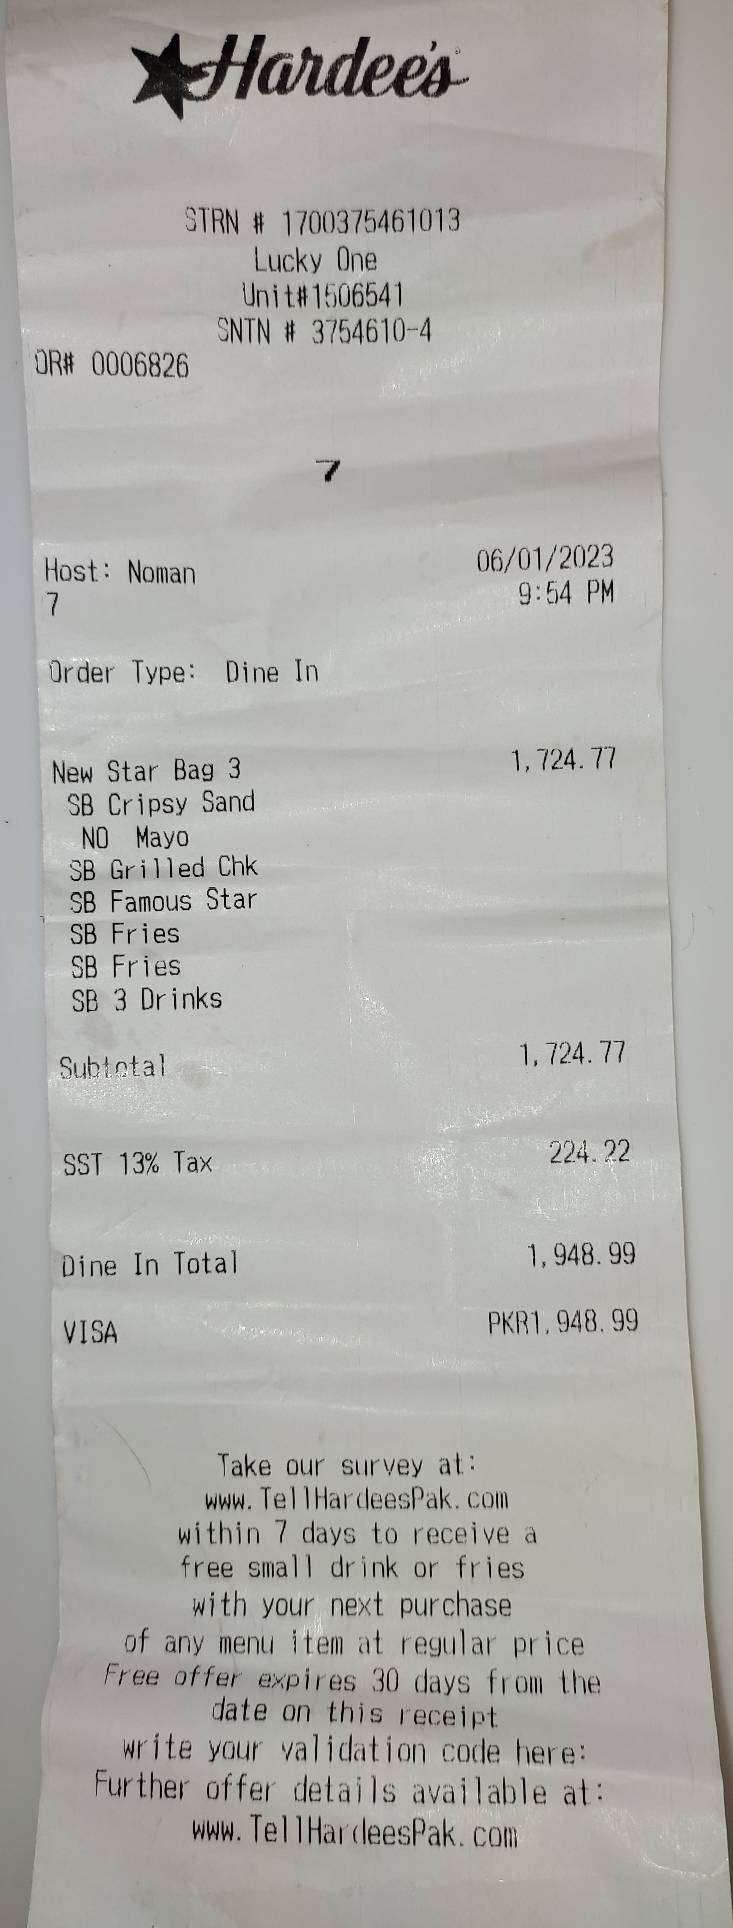 Hardee's
STRN # 1700375461013
Lucky One
Unit#1506541
SNTN # 3754610-4
OR# 0006826
7
Host: Noman 06/01/2023
7 9:54 PM
Order Type: Dine In
New Star Bag 3 1,724.77
SB Cripsy Sand
NO Mayo
SB Grilled Chk
SB Famous Star
SB Fries
SB Fries
SB 3 Drinks
Subtotal 1,724.77
SST 13% Tax 224.22
Dine In Total 1,948.99
VISA PKR1,948.99
Take our survey at:
www.TellHardeesPak.com
within 7 days to receive a
free small drink or fries
with your next purchase
of any menu item at regular price
Free offer expires 30 days from the
date on this receipt
write your validation code here:
Further offer details available at:
www.TellHardeesPak.com